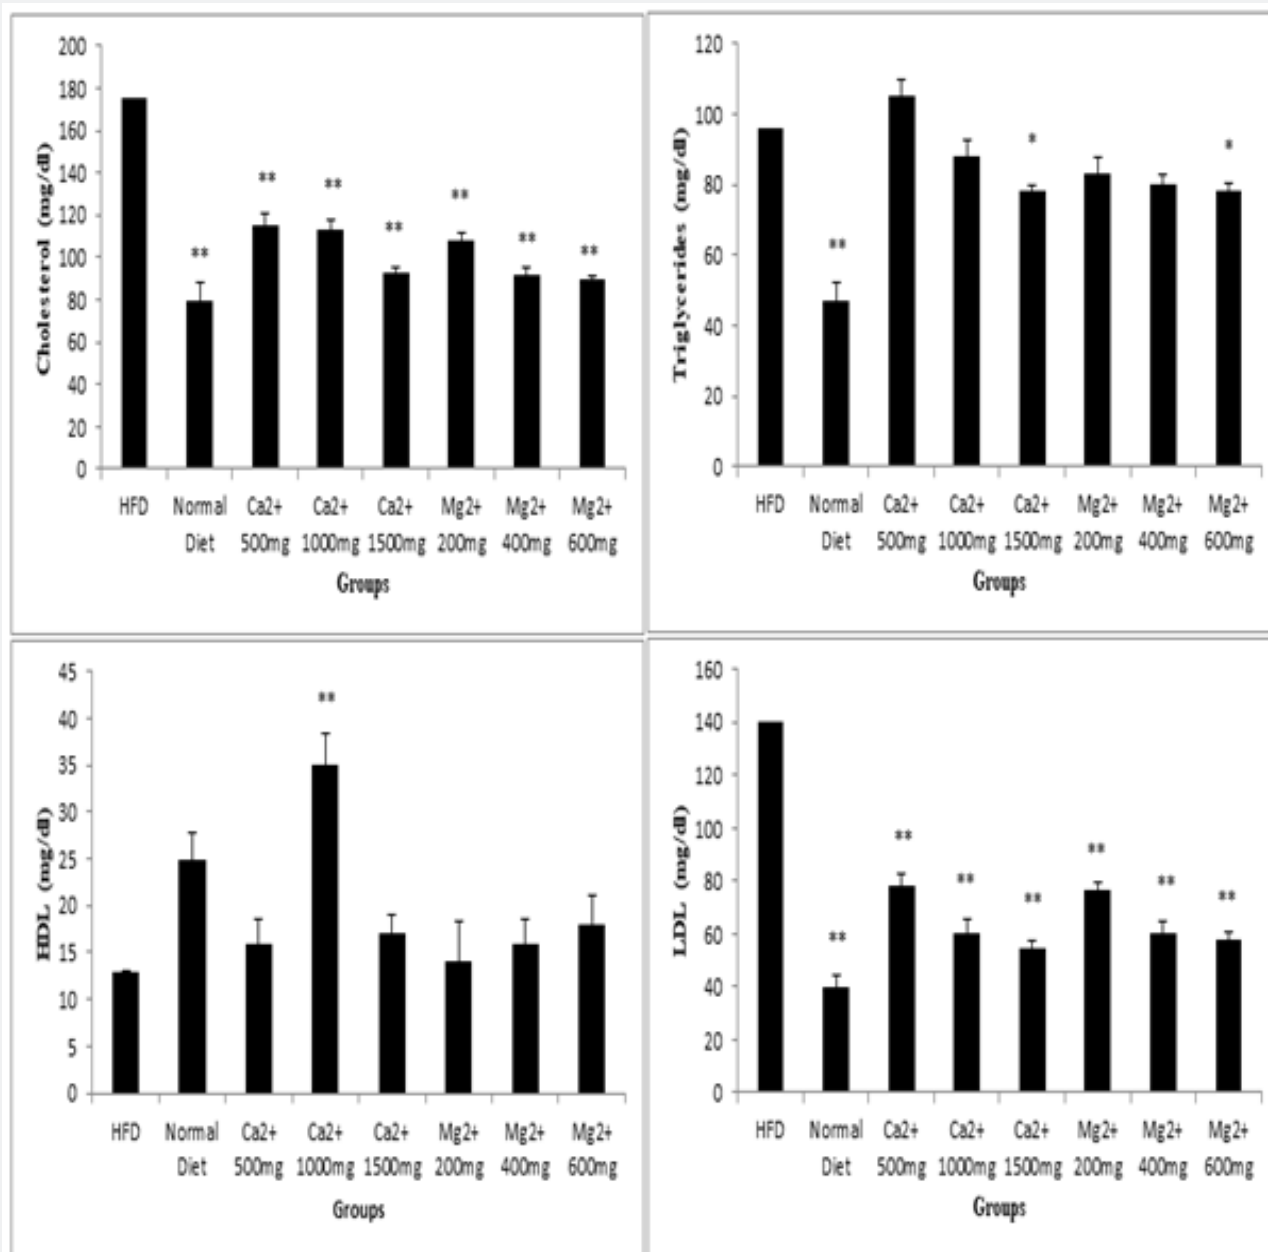 200
180
160
140
120
100
80
60
40
20
0
Cholesterol (mg/dl)
** ** ** ** ** ** **
HFD Normal Diet Ca2+ 500mg Ca2+ 1000mg Ca2+ 1500mg Mg2+ 200mg Mg2+ 400mg Mg2+ 600mg
Groups
120
100
80
60
40
20
0
Triglycerides (mg/dl)
** * *
HFD Normal Diet Ca2+ 500mg Ca2+ 1000mg Ca2+ 1500mg Mg2+ 200mg Mg2+ 400mg Mg2+ 600mg
Groups
45
40
35
30
25
20
15
10
5
0
HDL (mg/dl)
**
HFD Normal Diet Ca2+ 500mg Ca2+ 1000mg Ca2+ 1500mg Mg2+ 200mg Mg2+ 400mg Mg2+ 600mg
Groups
160
140
120
100
80
60
40
20
0
LDL (mg/dl)
** ** ** ** ** ** **
HFD Normal Diet Ca2+ 500mg Ca2+ 1000mg Ca2+ 1500mg Mg2+ 200mg Mg2+ 400mg Mg2+ 600mg
Groups